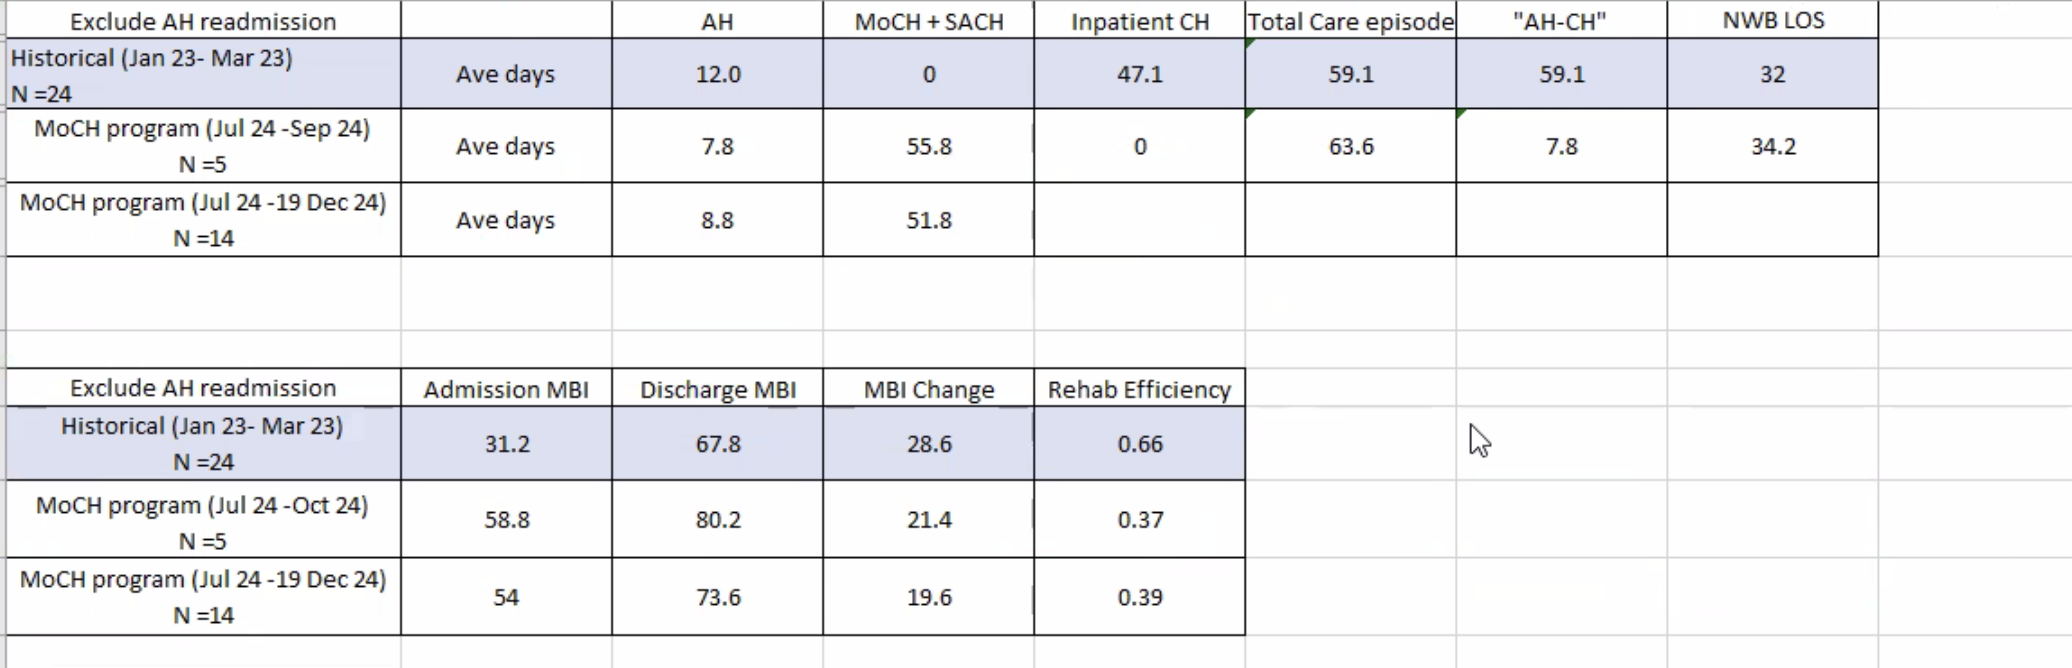 Exclude AH readmission AH MoCH + SACH Inpatient CH Total Care episode "AH-CH" NWB LOS
Historical (Jan 23- Mar 23)
N =24
Ave days 12.0 0 47.1 59.1 59.1 32
MoCH program (Jul 24 -Sep 24)
N =5
Ave days 7.8 55.8 0 63.6 7.8 34.2
MoCH program (Jul 24 -19 Dec 24)
N =14
Ave days 8.8 51.8
Exclude AH readmission Admission MBI Discharge MBI MBI Change Rehab Efficiency
Historical (Jan 23- Mar 23)
N =24
31.2 67.8 28.6 0.66
MoCH program (Jul 24 -Oct 24)
N =5
58.8 80.2 21.4 0.37
MoCH program (Jul 24 -19 Dec 24)
N =14
54 73.6 19.6 0.39